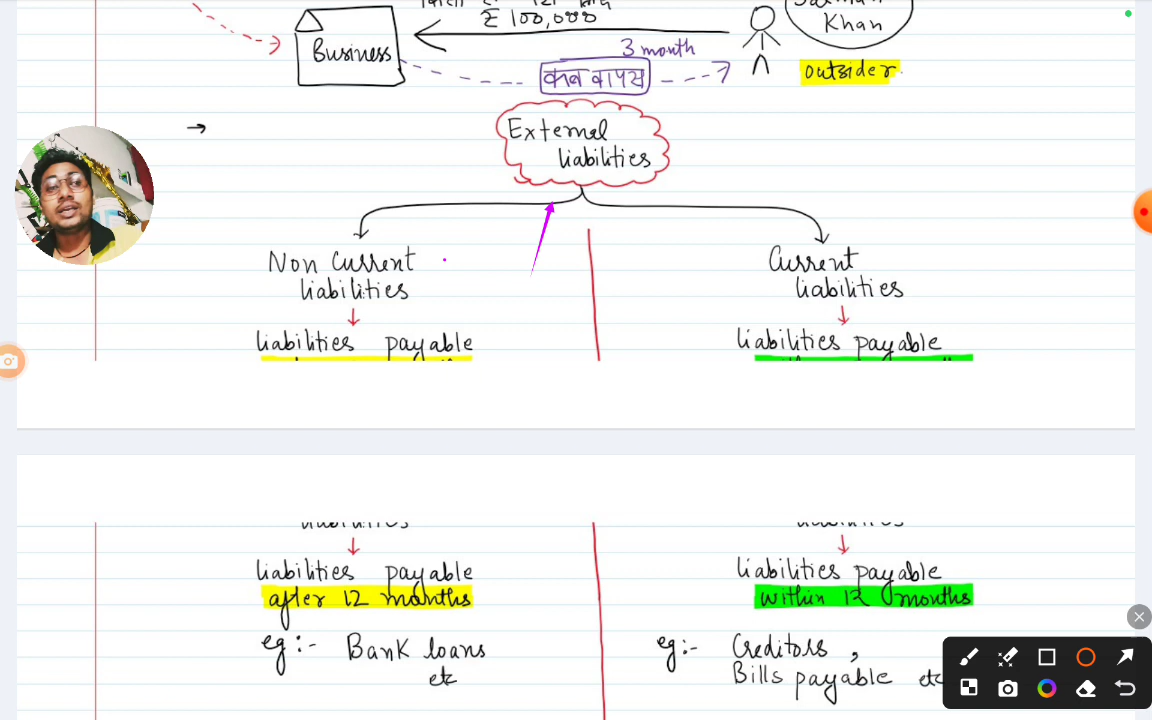 ₹ 100,000
Khan
Business
3 month
कब वापस
outsider
External
liabilities
Non Current
liabilities
Current
liabilities
liabilities payable
liabilities payable
liabilities payable
after 12 months
liabilities payable
within 12 months
eg:- Bank loans
etc
eg:- Creditors,
Bills payable etc